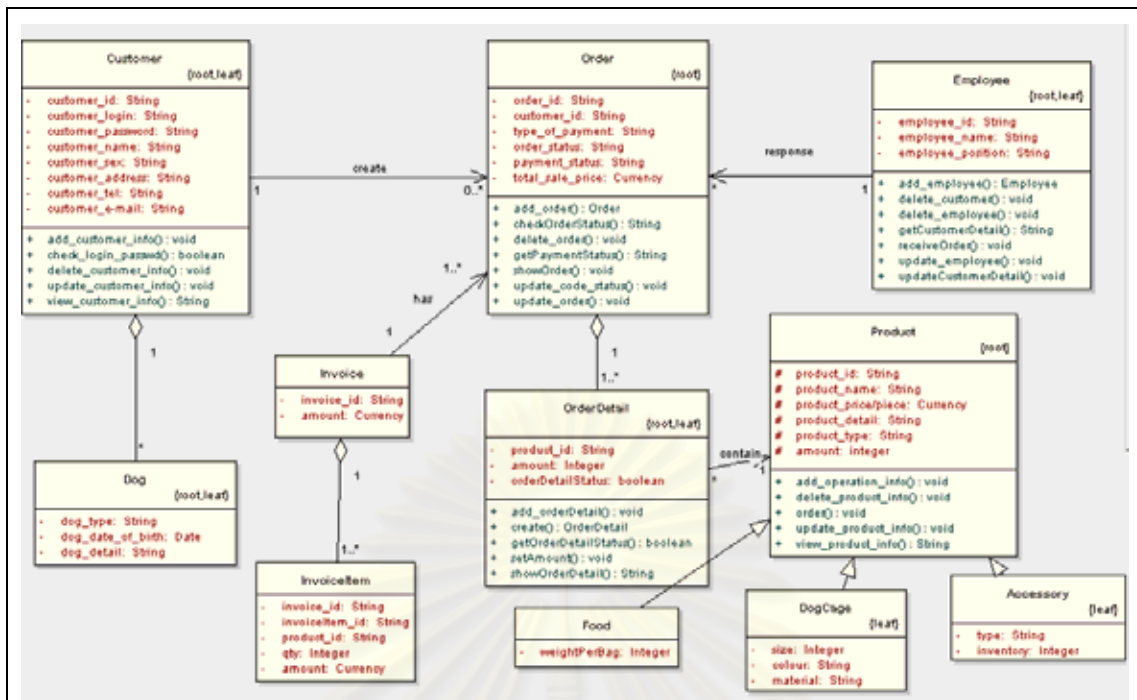 Customer
{root,leaf}
- customer_id: String
- customer_login: String
- customer_password: String
- customer_name: String
- customer_sex: String
- customer_address: String
- customer_tel: String
- customer_e-mail: String
+ add_customer_info(): void
+ check_login_passwd(): boolean
+ delete_customer_info(): void
+ update_customer_info(): void
+ view_customer_info(): String
1
create
0..*
Order
{root}
- order_id: String
- customer_id: String
- type_of_payment: String
- order_status: String
- payment_status: String
- total_sale_price: Currency
+ add_order(): Order
+ checkOrderStatus(): String
+ delete_order(): void
+ getPaymentStatus(): String
+ showOrder(): void
+ update_code_status(): void
+ update_order(): void
response
*
1
Employee
{root,leaf}
- employee_id: String
- employee_name: String
- employee_position: String
+ add_employee(): Employee
+ delete_customer(): void
+ delete_employee(): void
+ getCustomerDetail(): String
+ receiveOrder(): void
+ update_employee(): void
+ updateCustomerDetail(): void
1..*
has
1
1
*
Dog
{root,leaf}
- dog_type: String
- dog_date_of_birth: Date
- dog_detail: String
Invoice
- invoice_id: String
- amount: Currency
1
1..*
InvoiceItem
- invoice_id: String
- invoiceItem_id: String
- product_id: String
- qty: Integer
- amount: Currency
1
1..*
OrderDetail
{root,leaf}
- product_id: String
- amount: Integer
- orderDetailStatus: boolean
+ add_orderDetail(): void
+ create(): OrderDetail
+ getOrderDetailStatus(): boolean
+ setAmount(): void
+ showOrderDetail(): String
contain
*
1
Product
{root}
# product_id: String
# product_name: String
# product_price/piece: Currency
# product_detail: String
# product_type: String
# amount: integer
+ add_operation_info(): void
+ delete_product_info(): void
+ order(): void
+ update_product_info(): void
+ view_product_info(): String
Food
- weightPerBag: Integer
DogCage
{leaf}
- size: Integer
- colour: String
- material: String
Accessory
{leaf}
- type: String
- inventory: Integer